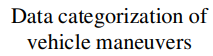 Data categorization of
vehicle maneuvers